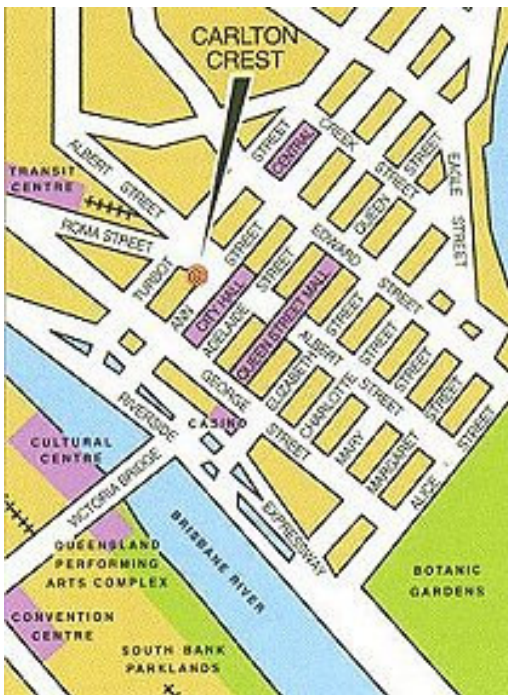 CARLTON
CREST
ALBERT STREET
TRANSIT
CENTRE
ROMA STREET
STREET
CENTRAL
CREEK
STREET
STREET
EAGLE STREET
QUEEN
EDWARD
STREET
STREET
STREET
TURBOT
ANN
CITY HALL
ADELAIDE
QUEEN STREET MALL
ALBERT
STREET
STREET
STREET
STREET
STREET
GEORGE
STREET
CASINO
ELIZABETH
CHARLOTTE
MARY
MARGARET
ALICE
RIVERSIDE
EXPRESSWAY
CULTURAL
CENTRE
VICTORIA BRIDGE
BRISBANE RIVER
QUEENSLAND
PERFORMING
ARTS COMPLEX
BOTANIC
GARDENS
CONVENTION
CENTRE
SOUTH BANK
PARKLANDS